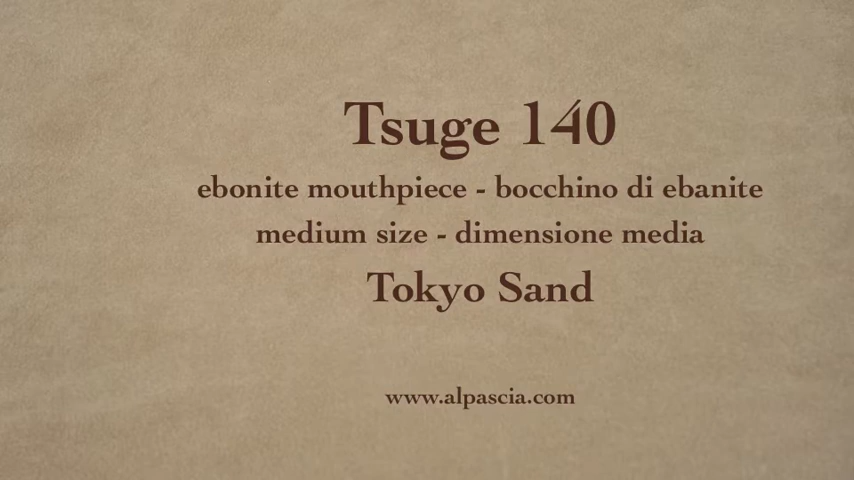 Tsuge 140
ebonite mouthpiece - bocchino di ebanite
medium size - dimensione media
Tokyo Sand
www.alpascia.com